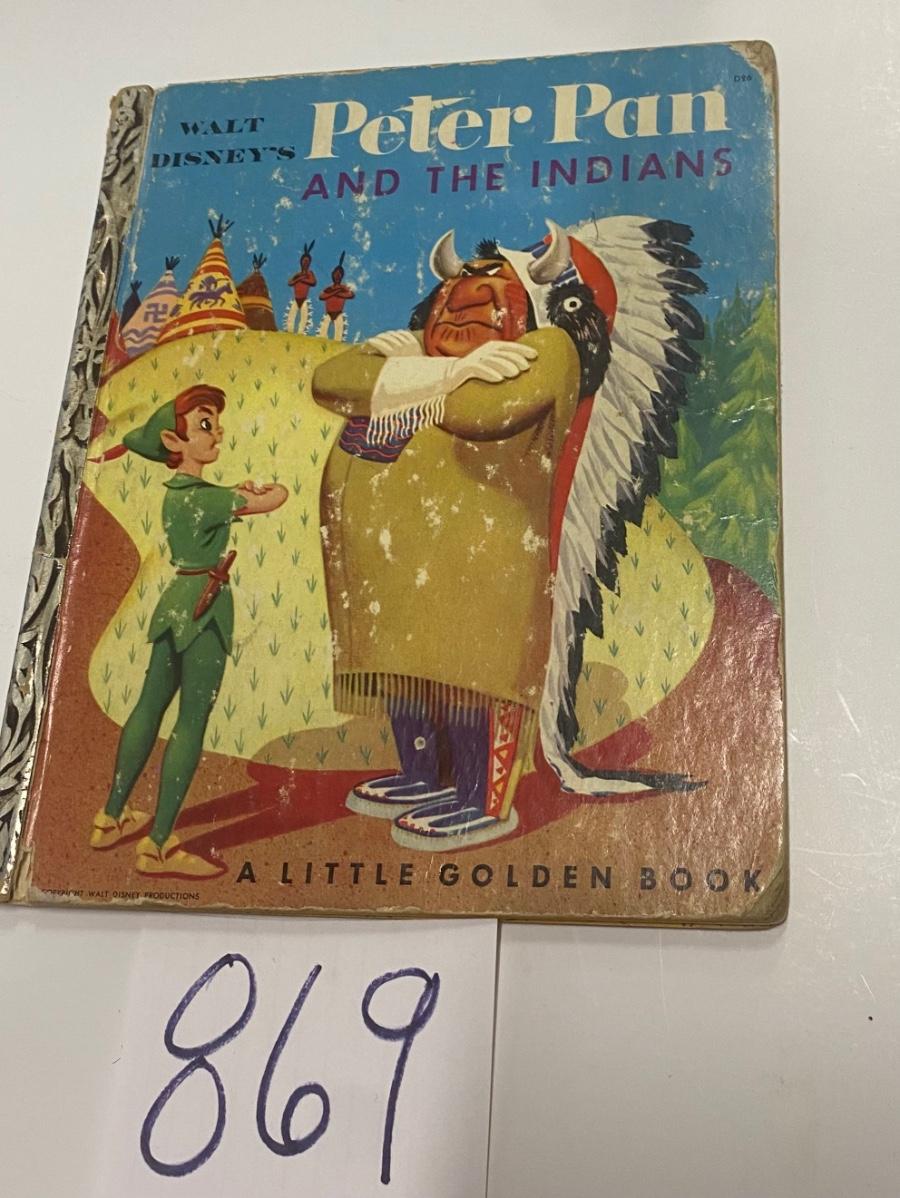 D26
WALT
DISNEY'S
Peter Pan
AND THE INDIANS
A LITTLE GOLDEN BOOK
COPYRIGHT WALT DISNEY PRODUCTIONS
869